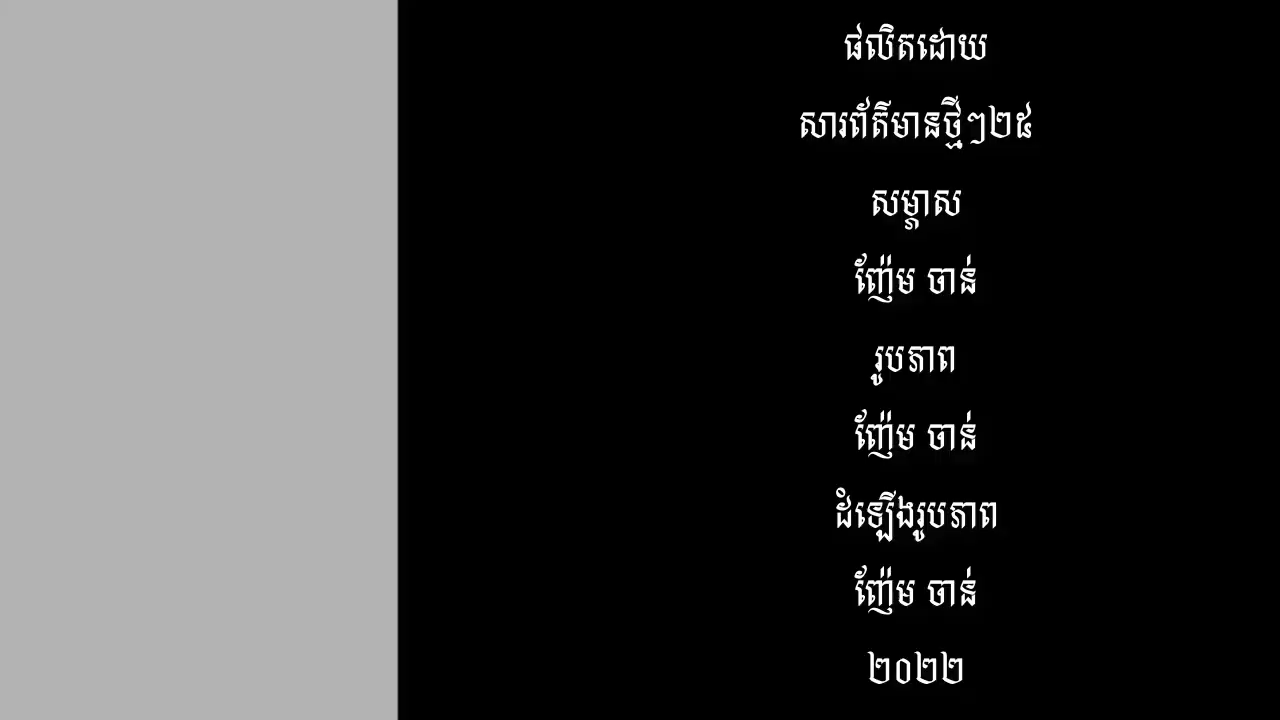 ផលិតដោយ
សារព័ត៌មានថ្មីៗ២៥
សម្ភាស
ញ៉ែម ចាន់
រូបភាព
ញ៉ែម ចាន់
ដំឡើងរូបភាព
ញ៉ែម ចាន់
២០២២